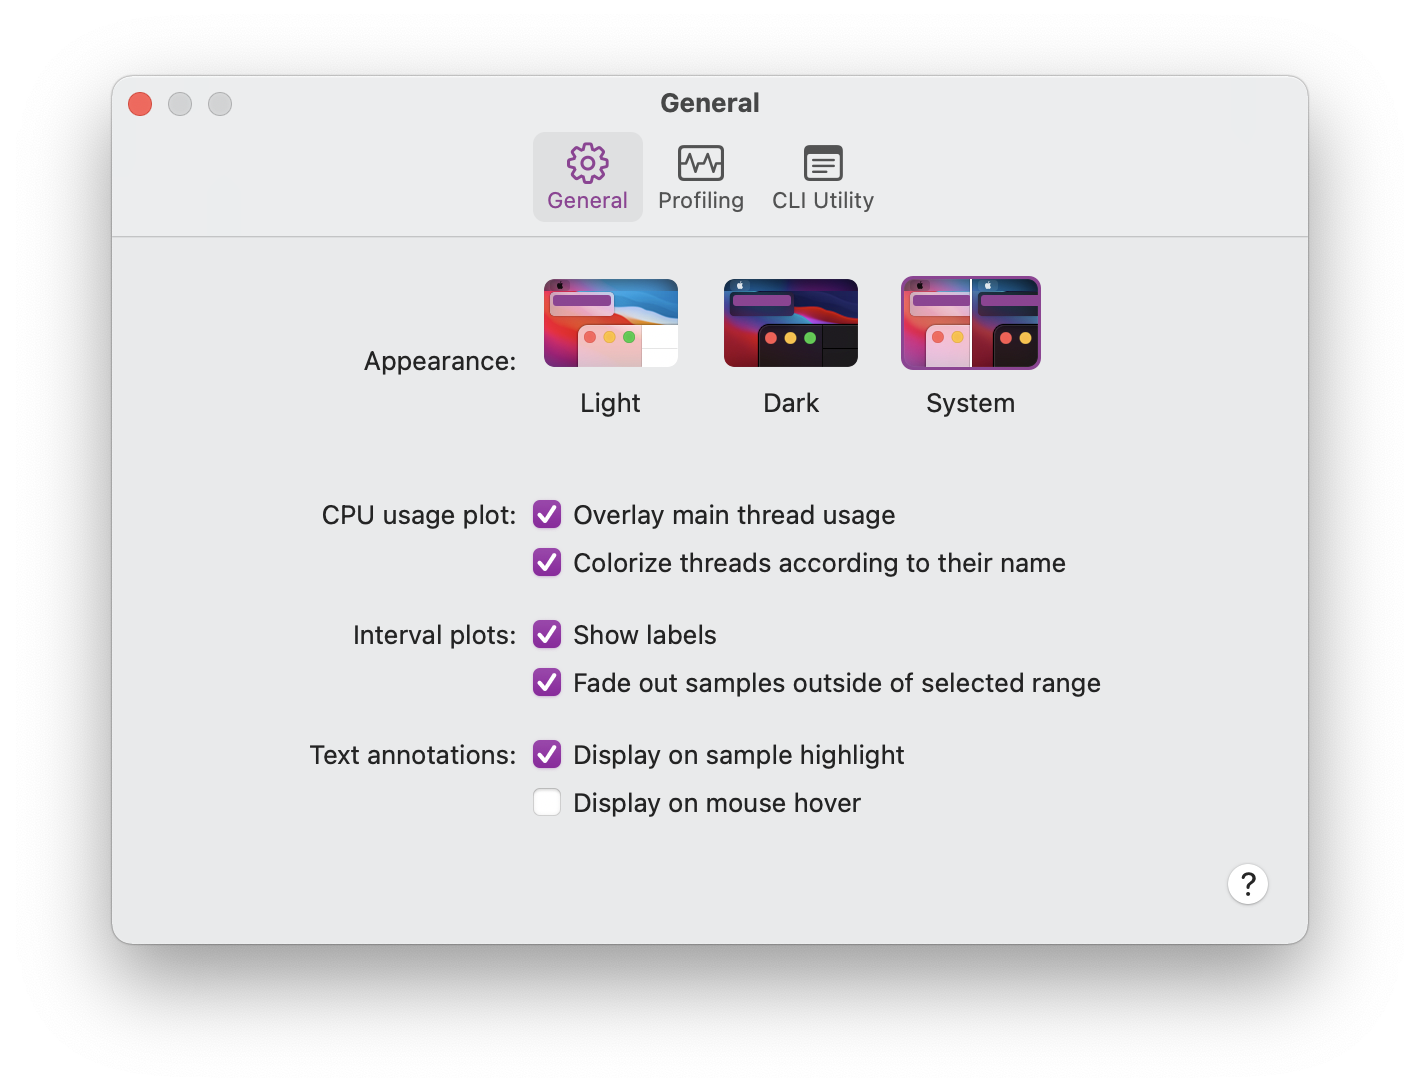 General
General Profiling CLI Utility
Appearance:
Light Dark System
CPU usage plot: Overlay main thread usage
Colorize threads according to their name
Interval plots: Show labels
Fade out samples outside of selected range
Text annotations: Display on sample highlight
Display on mouse hover
?